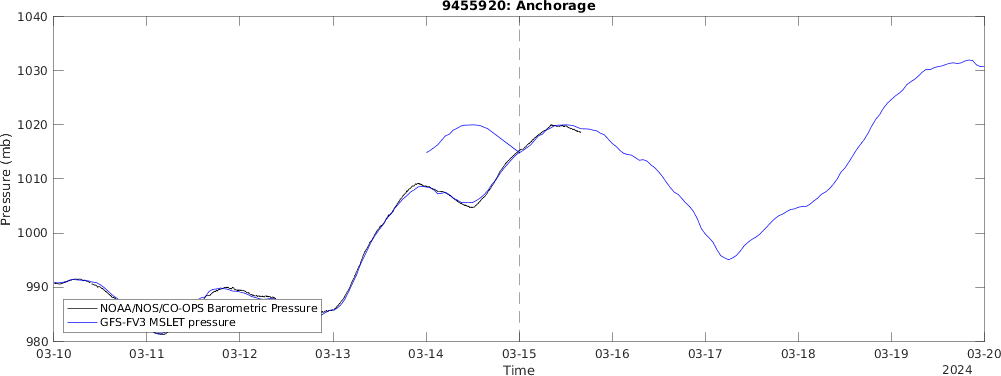 9455920: Anchorage
1040
1030
1020
1010
1000
990
980
Pressure (mb)
NOAA/NOS/CO-OPS Barometric Pressure
GFS-FV3 MSLET pressure
03-10 03-11 03-12 03-13 03-14 03-15 03-16 03-17 03-18 03-19 03-20
Time
2024